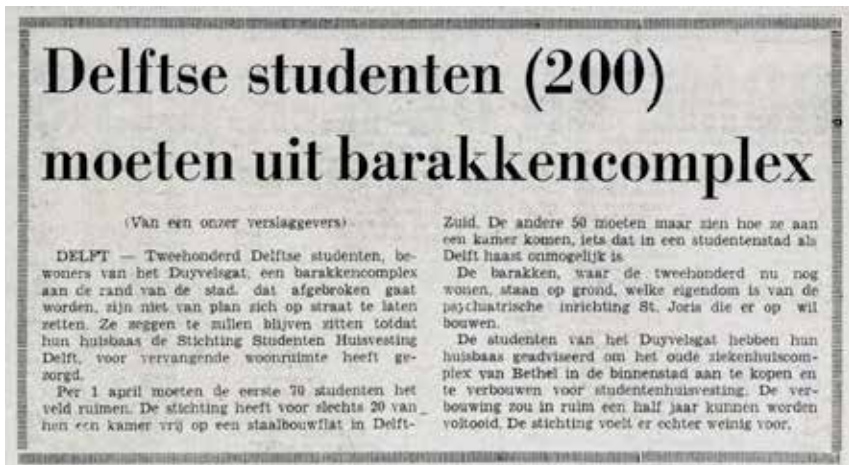 Delftse studenten (200)
moeten uit barakkencomplex
(Van een onzer verslaggevers)
DELFT — Tweehonderd Delftse studenten, be-
woners van het Duyvelsgat, een barakkencomplex
aan de rand van de stad. dat afgebroken gaat
worden, zijn niet van plan zich op straat te laten
zetten. Ze zeggen te zullen blijven zitten totdat
hun huisbaas de Stichting Studenten Huisvesting
Delft, voor vervangende woonruimte heeft ge-
zorgd.
Per 1 april moeten de eerste 70 studenten het
veld ruimen. De stichting heeft voor slechts 20 van
hen een kamer vrij op een staalbouwflat in Delft-
Zuid. De andere 50 moeten maar zien hoe ze aan
een kamer komen, iets dat in een studentenstad als
Delft haast onmogelijk is
De barakken, waar de tweehonderd nu nog
wonen, staan op grond, welke eigendom is van de
psychiatrische inrichting St. Joris die er op wil
bouwen.
De studenten van het Duyvelsgat hebben hun
huisbaas geadviseerd om het oude ziekenhuiscom-
plex van Bethel in de binnenstad aan te kopen en
te verbouwen voor studentenhuisvesting. De ver-
bouwing zou in ruim een half jaar kunnen worden
voltooid. De stichting voelt er echter weinig voor.